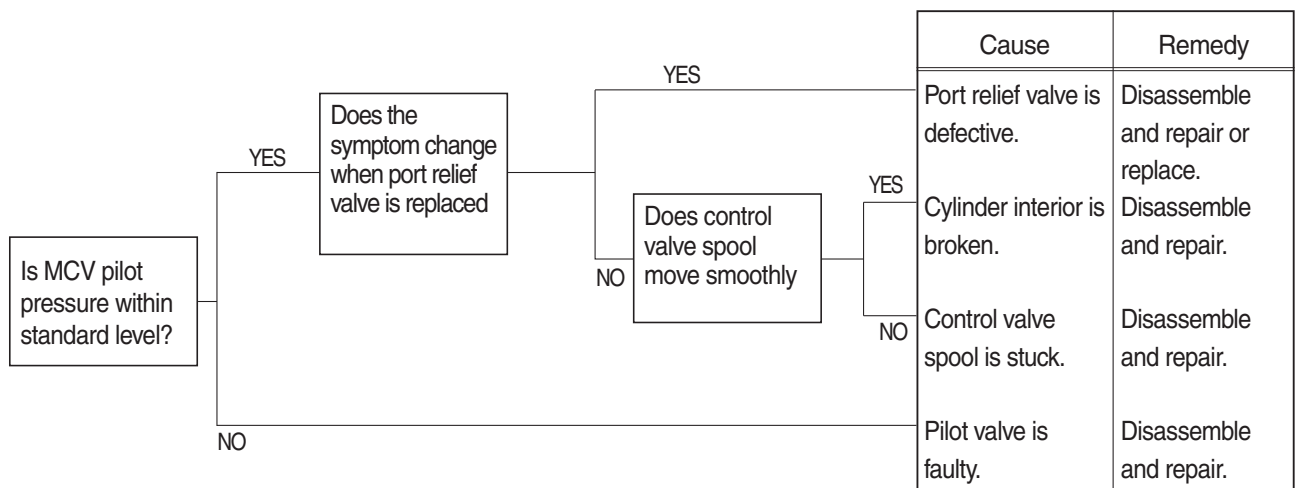 Cause
Remedy
YES
Port relief valve is
defective.
Disassemble
and repair or
replace.
Does the
symptom change
when port relief
valve is replaced
YES
YES
Does control
valve spool
move smoothly
Cylinder interior is
broken.
Disassemble
and repair.
Is MCV pilot
pressure within
standard level?
NO
NO
Control valve
spool is stuck.
Disassemble
and repair.
NO
Pilot valve is
faulty.
Disassemble
and repair.